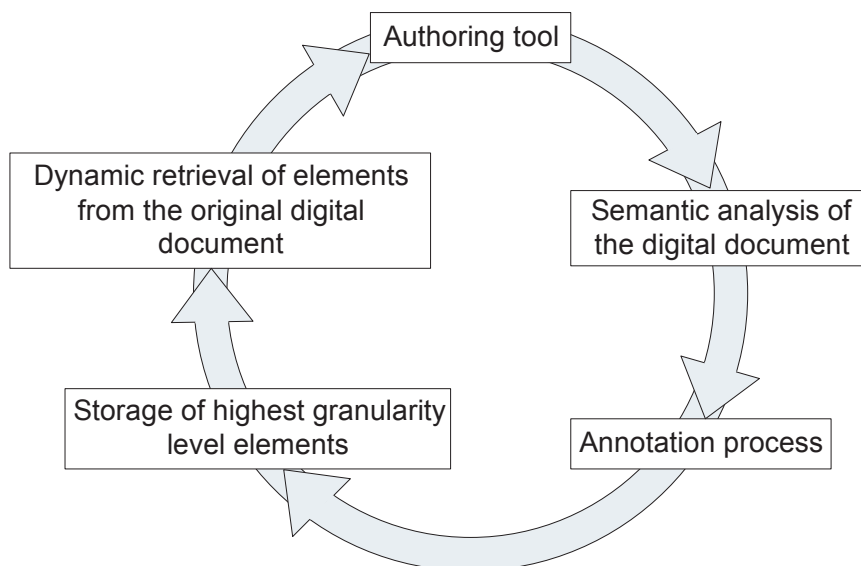 Authoring tool
Dynamic retrieval of elements
from the original digital
document
Semantic analysis of
the digital document
Storage of highest granularity
level elements
Annotation process